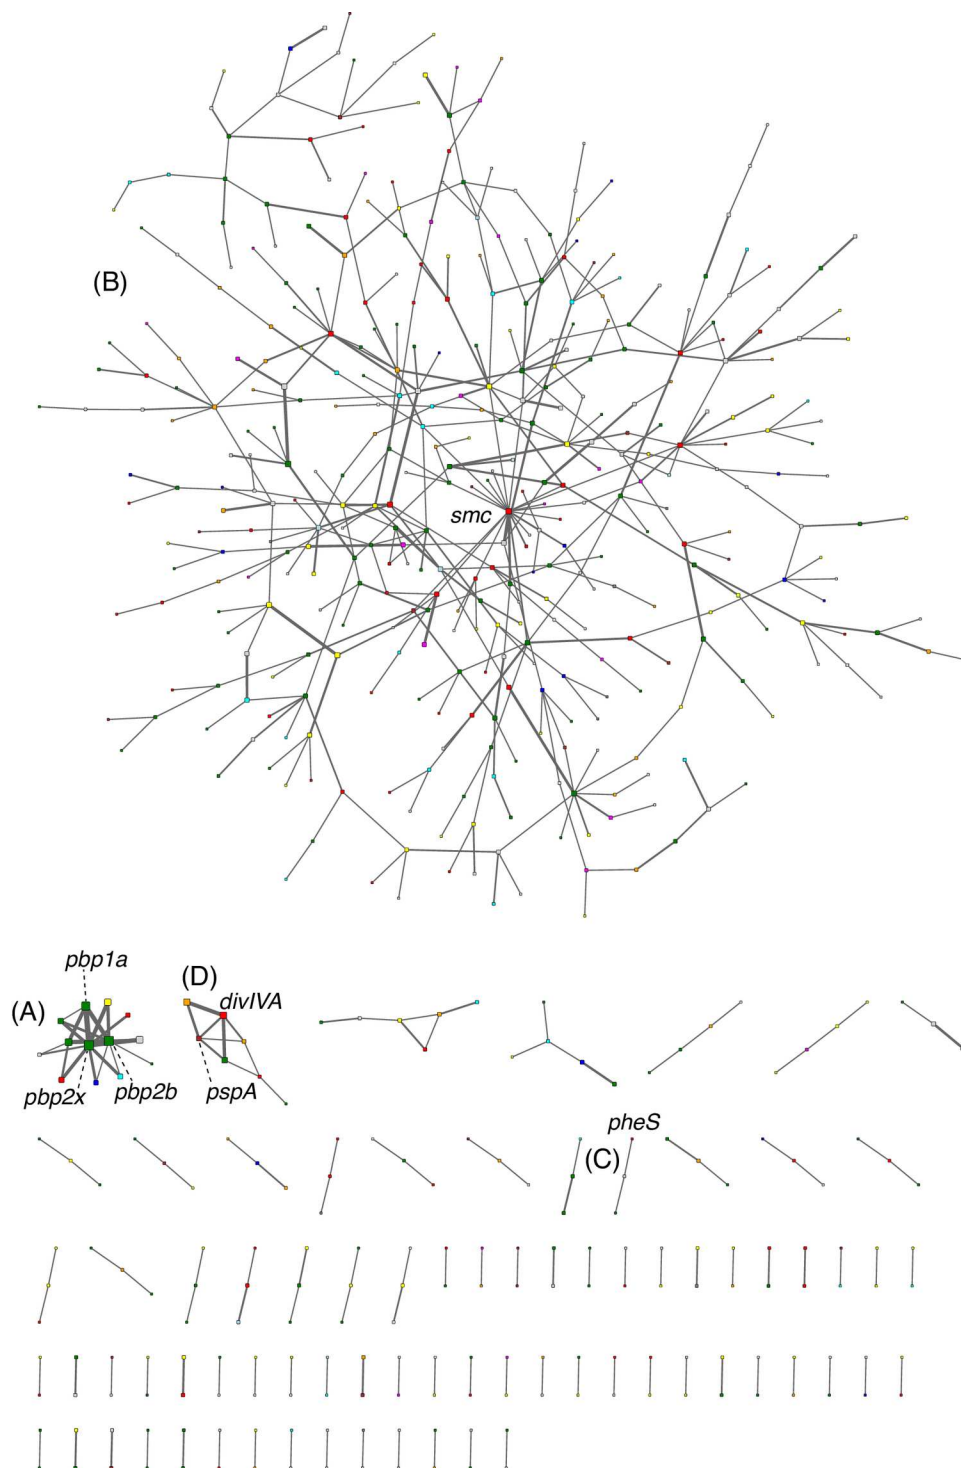 (B)
smc
pbp1a
(D)
(A)
divIVA
pbp2x
pbp2b
pspA
pheS
(C)